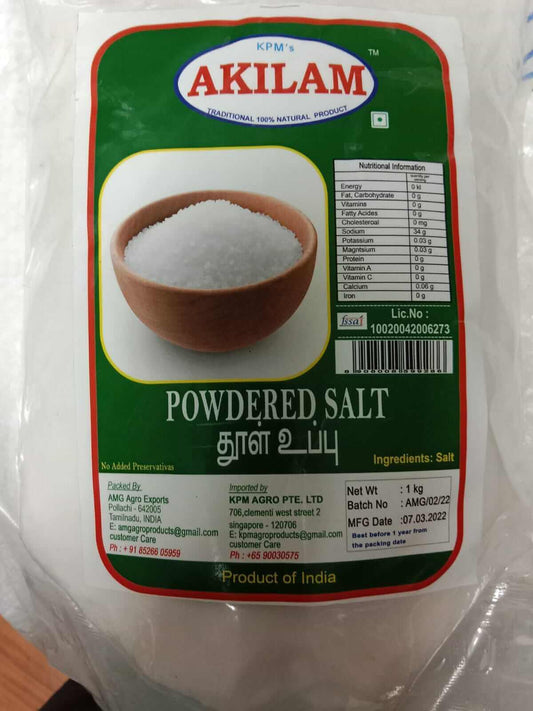 KPM's
AKILAM TM
TRADITIONAL 100% NATURAL PRODUCT
Nutritional Information
quantity per
serving
Energy 0 kl
Fat, Carbohydrate 0 g
Vitamins 0 g
Fatty Acides 0 g
Cholesteroal 0 mg
Sodium 34 g
Potassium 0.03 g
Magntsium 0.03 g
Protein 0 g
Vitamin A 0 g
Vitamin C 0 g
Calcium 0.06 g
Iron 0 g
fssai
Lic.No :
10020042006273
POWDERED SALT
தூள் உப்பு
No Added Preservativas
Ingredients: Salt
Packed By.
AMG Agro Exports
Pollachi - 642005
Tamilnadu, INDIA
E: amgagroproducts@gmail.com
customer Care
Ph : + 91 85266 05959
Imported by
KPM AGRO PTE. LTD
706,clementi west street 2
singapore - 120706
E: kpmagroproducts@gmail.com
customer Care
Ph : +65 90030575
Net Wt : 1 kg
Batch No : AMG/02/22
MFG Date :07.03.2022
Best before 1 year from
the packing date
Product of India